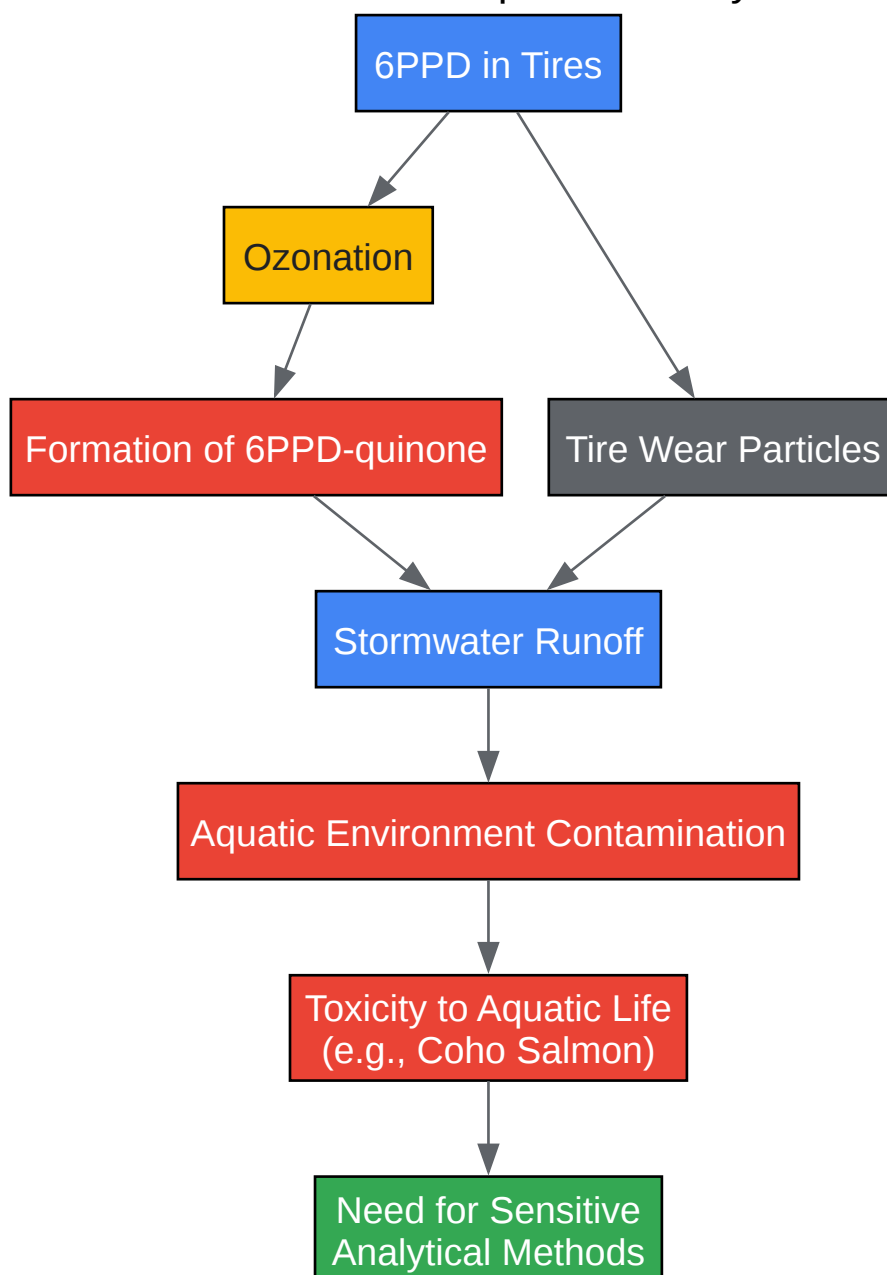 6PPD in Tires
Ozonation
Formation of 6PPD-quinone
Tire Wear Particles
Stormwater Runoff
Aquatic Environment Contamination
Toxicity to Aquatic Life
(e.g., Coho Salmon)
Need for Sensitive
Analytical Methods